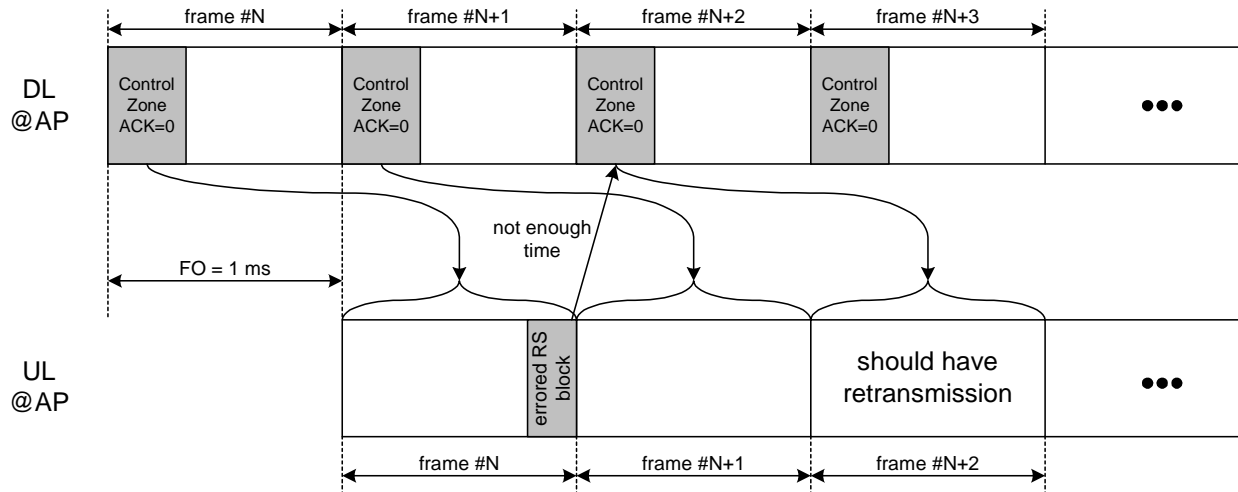 frame #N
frame #N+1
frame #N+2
frame #N+3
DL
@AP
Control
Zone
ACK=0
Control
Zone
ACK=0
Control
Zone
ACK=0
Control
Zone
ACK=0
not enough
time
FO = 1 ms
UL
@AP
errored RS
block
should have
retransmission
frame #N
frame #N+1
frame #N+2